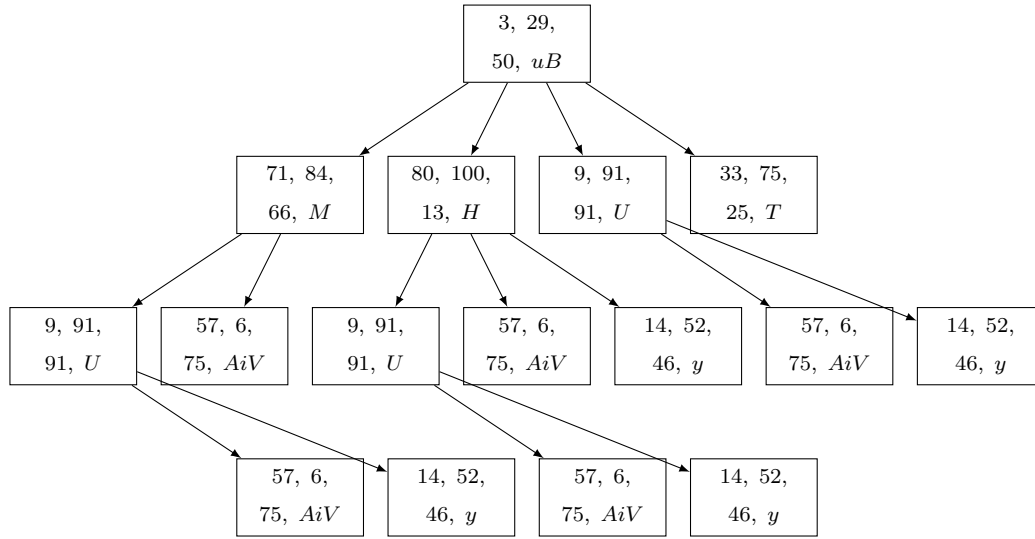 3, 29,
50, uB
71, 84,
66, M
80, 100,
13, H
9, 91,
91, U
33, 75,
25, T
9, 91,
91, U
57, 6,
75, AiV
9, 91,
91, U
57, 6,
75, AiV
14, 52,
46, y
57, 6,
75, AiV
14, 52,
46, y
57, 6,
75, AiV
14, 52,
46, y
57, 6,
75, AiV
14, 52,
46, y